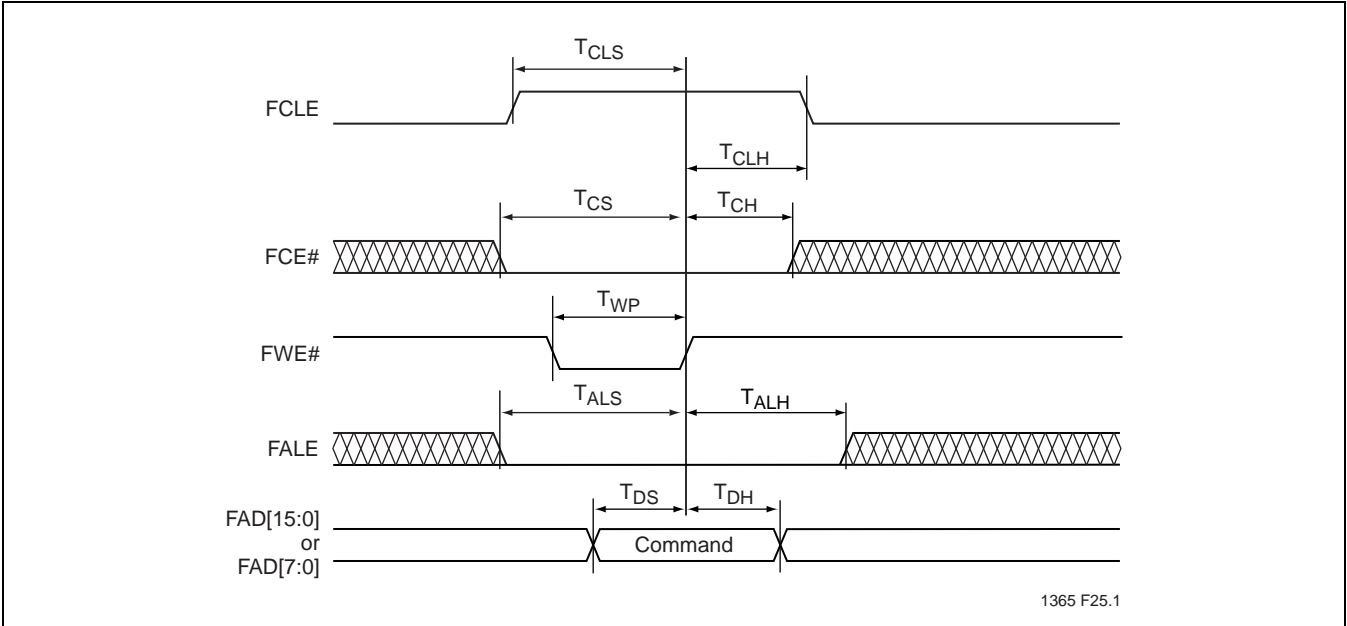 TCLS
FCLE
TCLH
TCS
TCH
FCE#
TWP
FWE#
TALS
TALH
FALE
TDS
TDH
FAD[15:0]
or
FAD[7:0]
Command
1365 F25.1